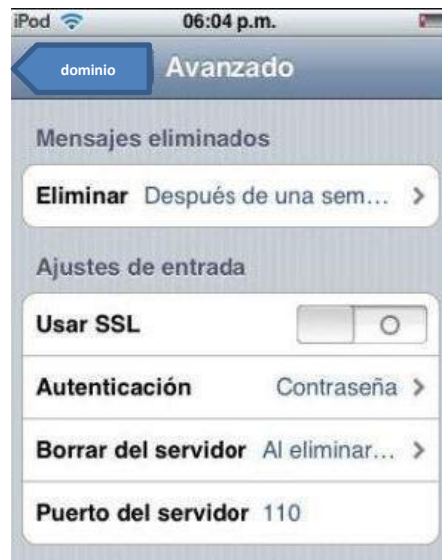 iPod 06:04 p.m.
dominio Avanzado
Mensajes eliminados
Eliminar Después de una sem...
Ajustes de entrada
Usar SSL
Autenticación Contraseña
Borrar del servidor Al eliminar...
Puerto del servidor 110